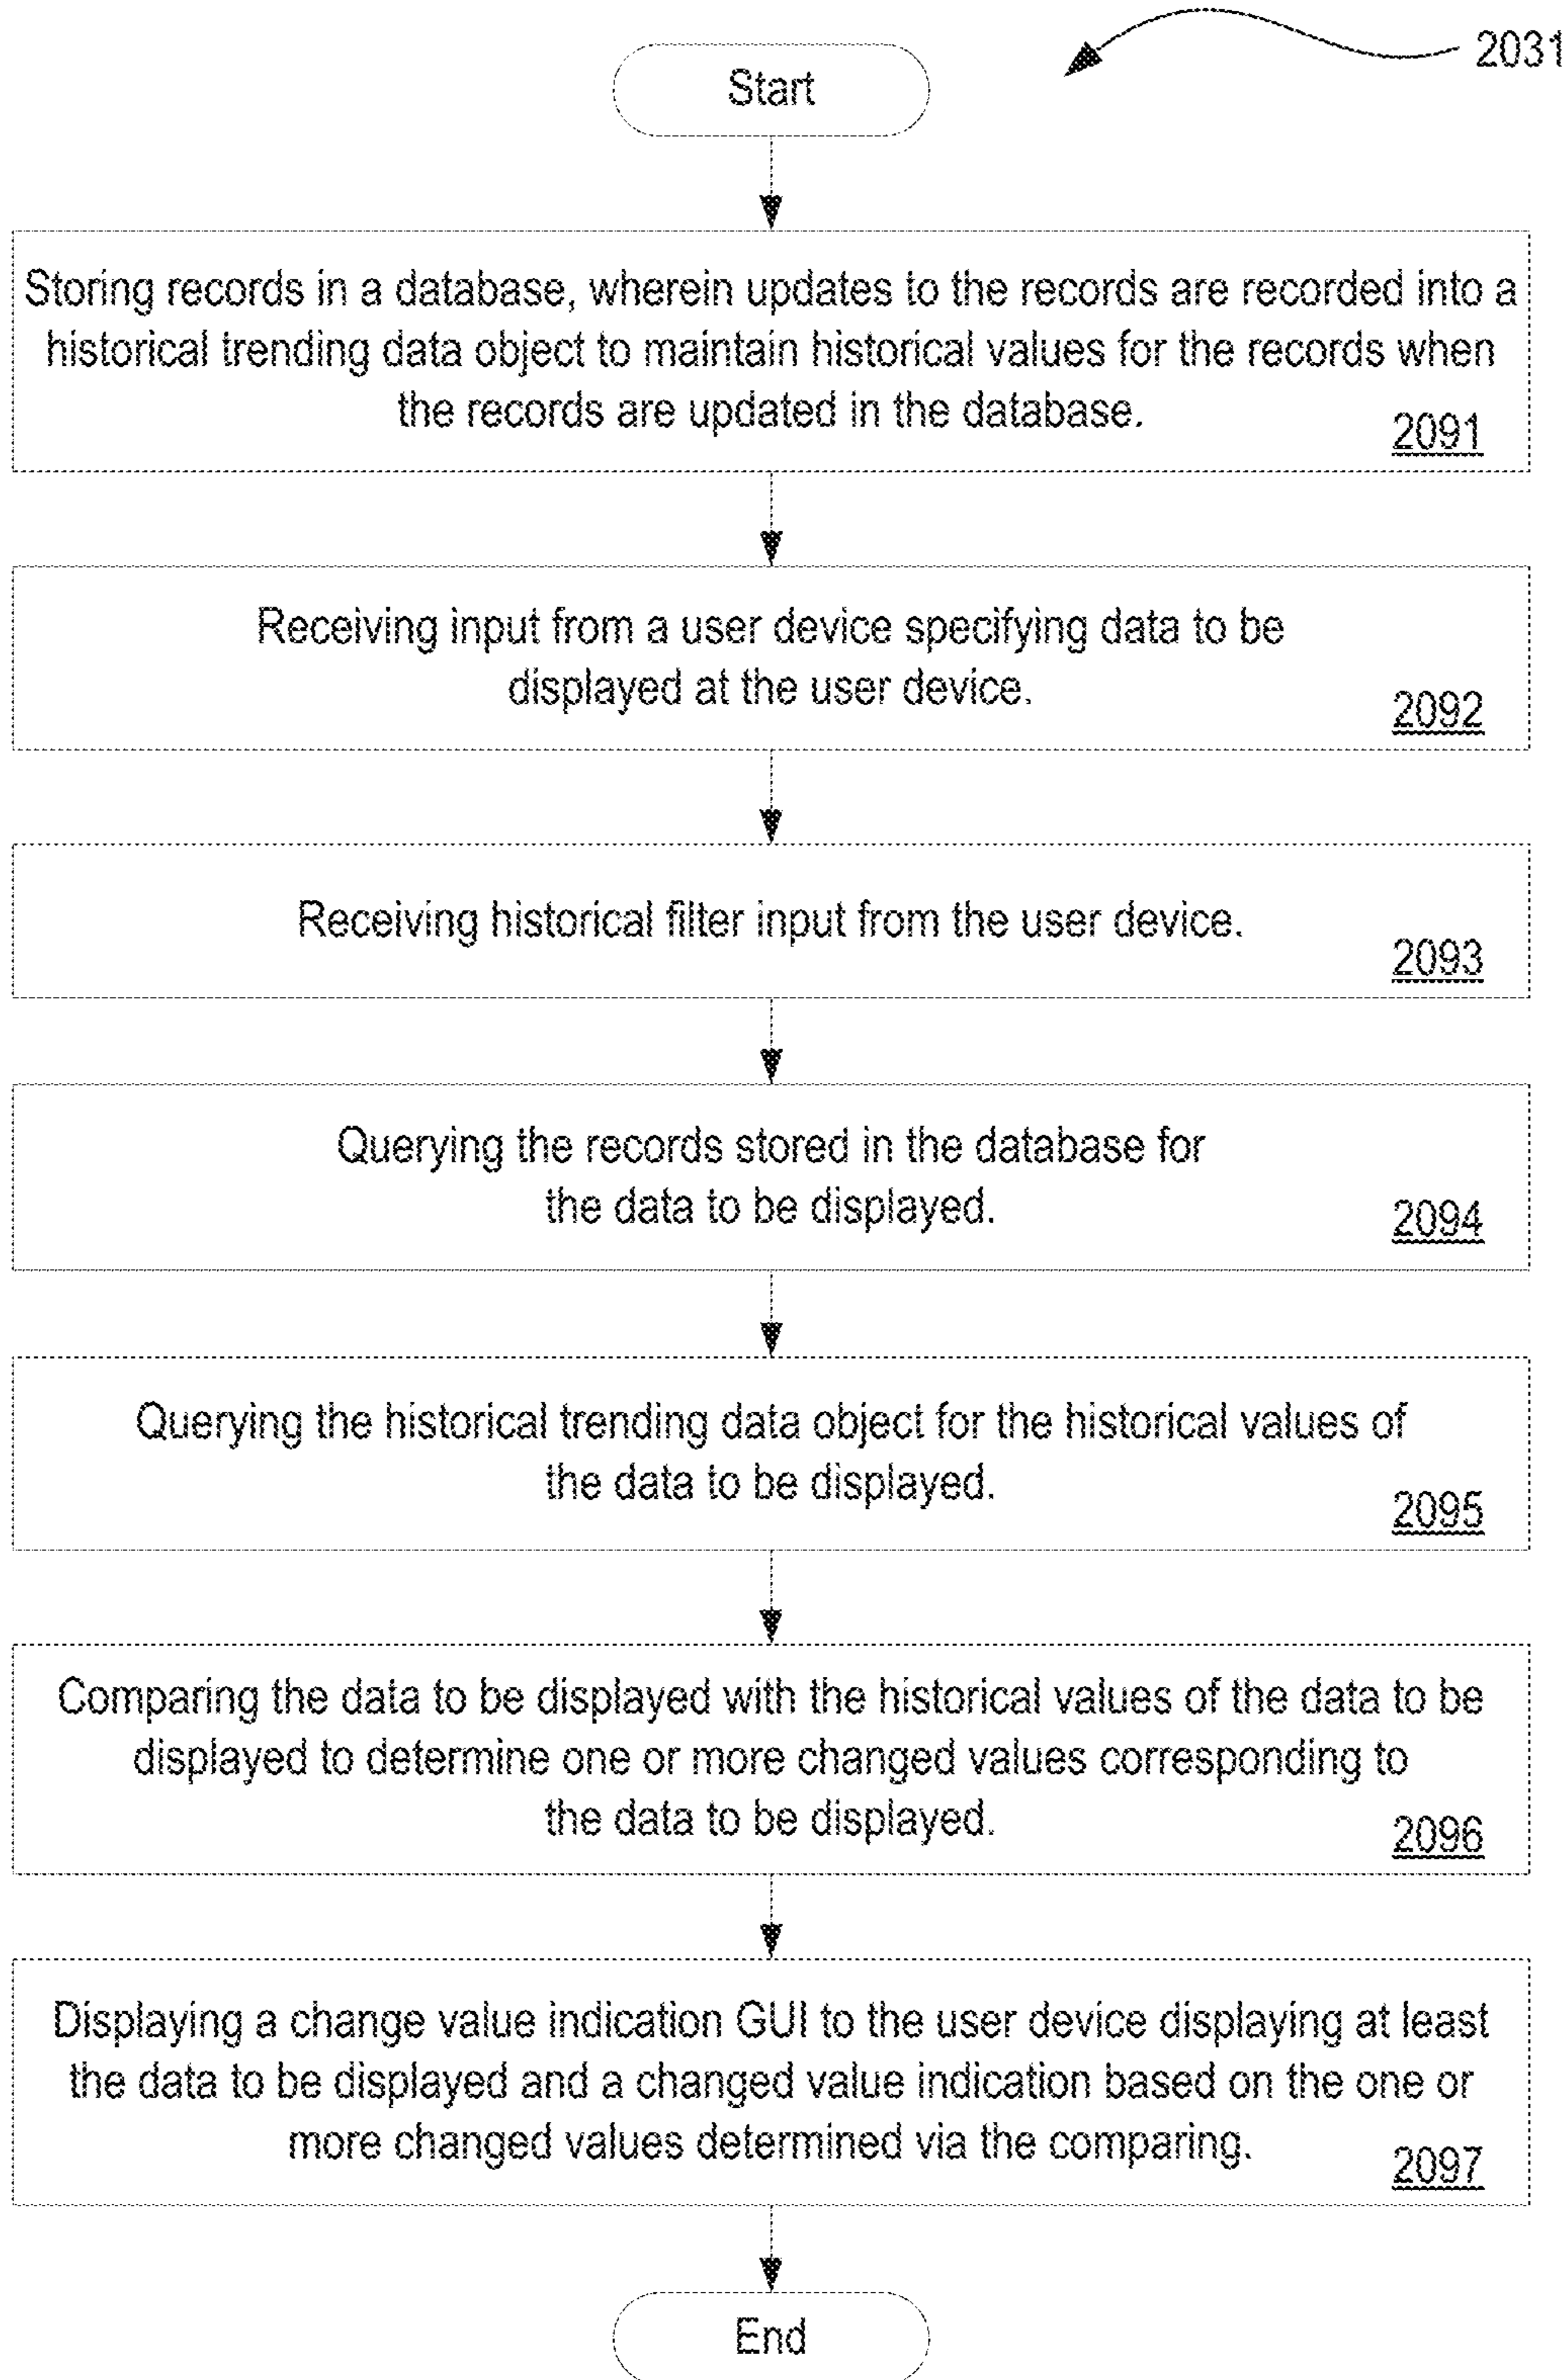 2031
Start
Storing records in a database, wherein updates to the records are recorded into a
historical trending data object to maintain historical values for the records when
the records are updated in the database.
2091
Receiving input from a user device specifying data to be
displayed at the user device.
2092
Receiving historical filter input from the user device.
2093
Querying the records stored in the database for
the data to be displayed.
2094
Querying the historical trending data object for the historical values of
the data to be displayed.
2095
Comparing the data to be displayed with the historical values of the data to be
displayed to determine one or more changed values corresponding to
the data to be displayed.
2096
Displaying a change value indication GUI to the user device displaying at least
the data to be displayed and a changed value indication based on the one or
more changed values determined via the comparing.
2097
End